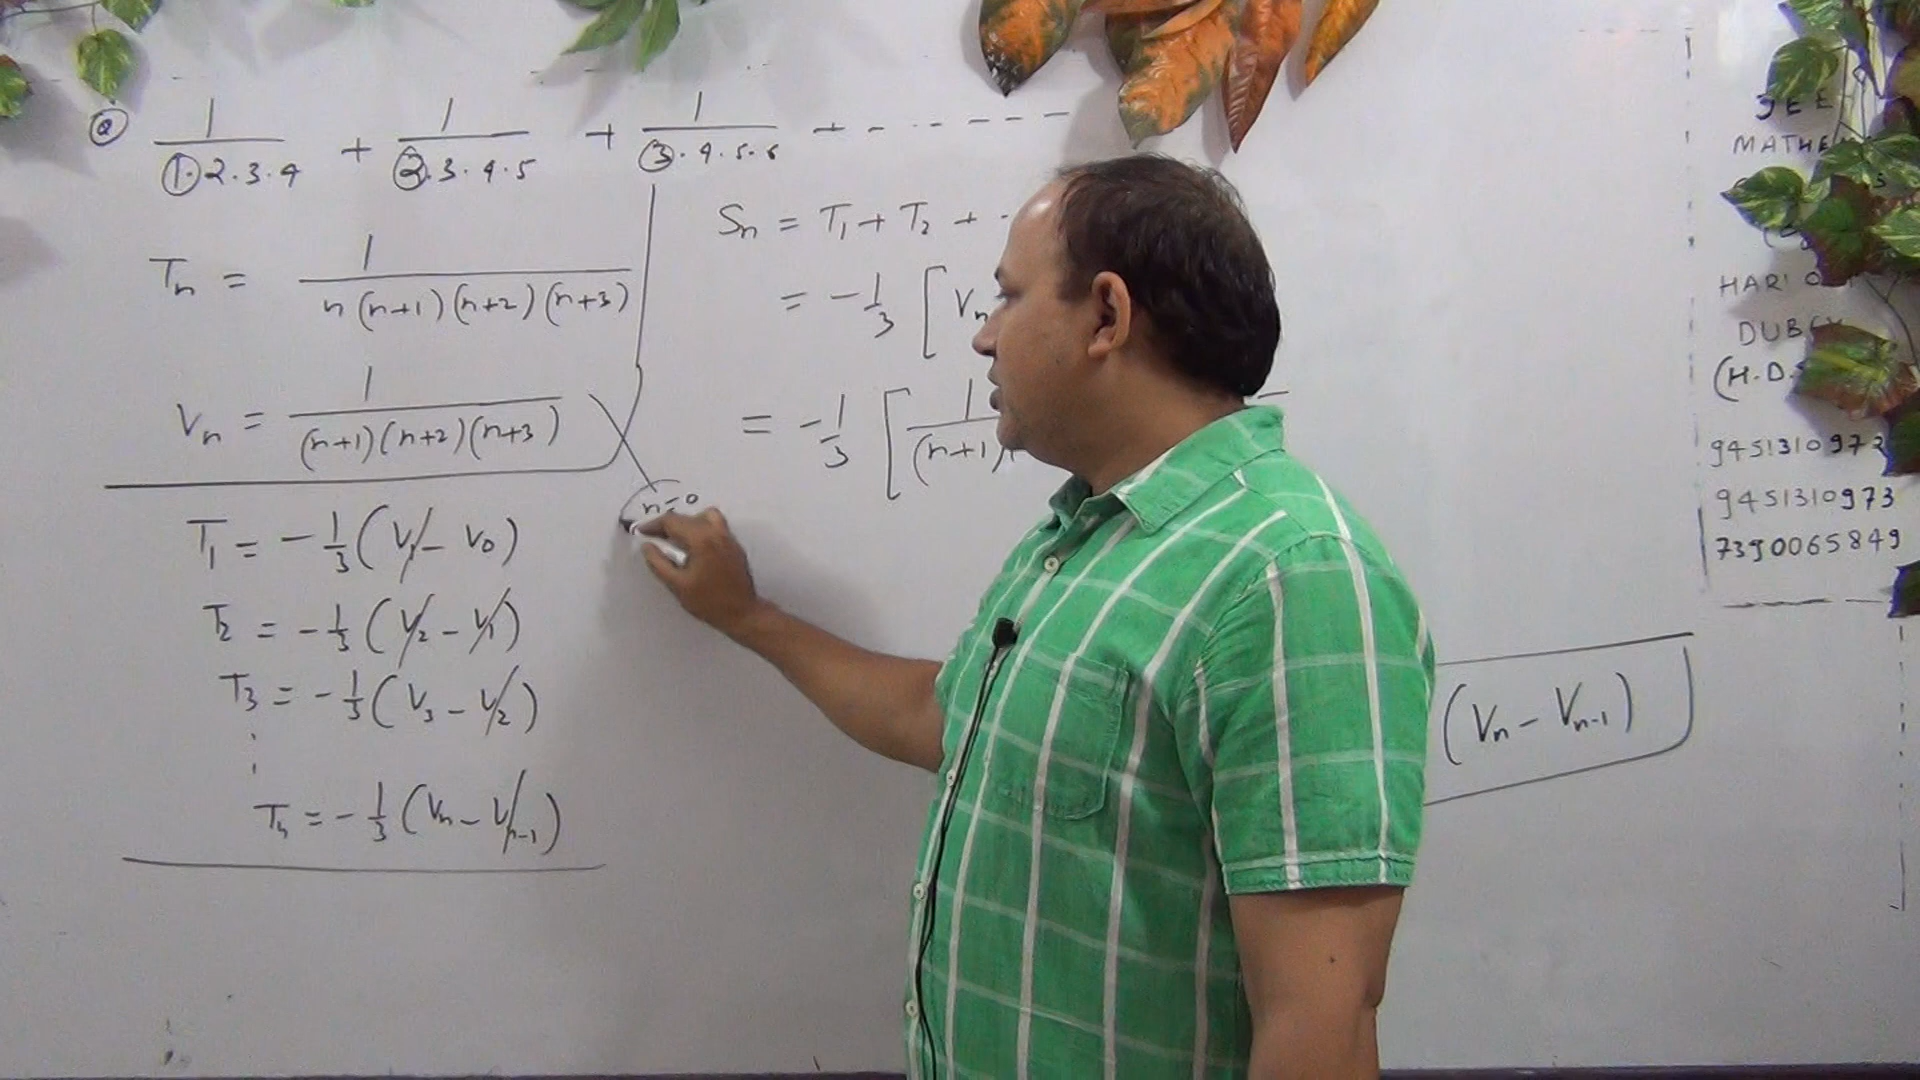 Q 1/(1.2.3.4) + 1/(2.3.4.5) + 1/(3.4.5.6) + - - - - - -
Tn = 1/(n(n+1)(n+2)(n+3))
Vn = 1/((n+1)(n+2)(n+3))
T1 = -1/3 (V1 - V0)
T2 = -1/3 (V2 - V1)
T3 = -1/3 (V3 - V2)
Tn = -1/3 (Vn - Vn-1)
Sn = T1 + T2 +
= -1/3 [Vn
= -1/3 [1/(n+1)
n=0
(Vn - Vn-1)
JEE
DUBEY
(H.D.
9451310972
9451310973
7390065849